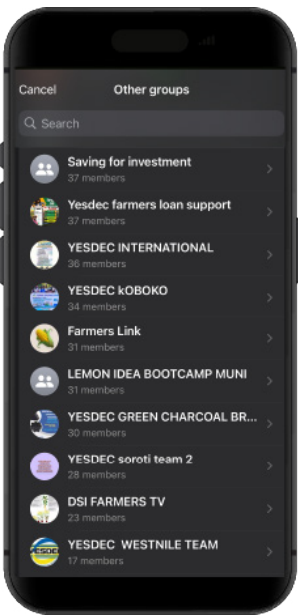 Cancel
Other groups
Search
Saving for investment
37 members
Yesdec farmers loan support
37 members
YESDEC INTERNATIONAL
36 members
YESDEC kOBOKO
34 members
Farmers Link
31 members
LEMON IDEA BOOTCAMP MUNI
31 members
YESDEC GREEN CHARCOAL BR...
30 members
YESDEC soroti team 2
28 members
DSI FARMERS TV
23 members
YESDEC WESTNILE TEAM
17 members